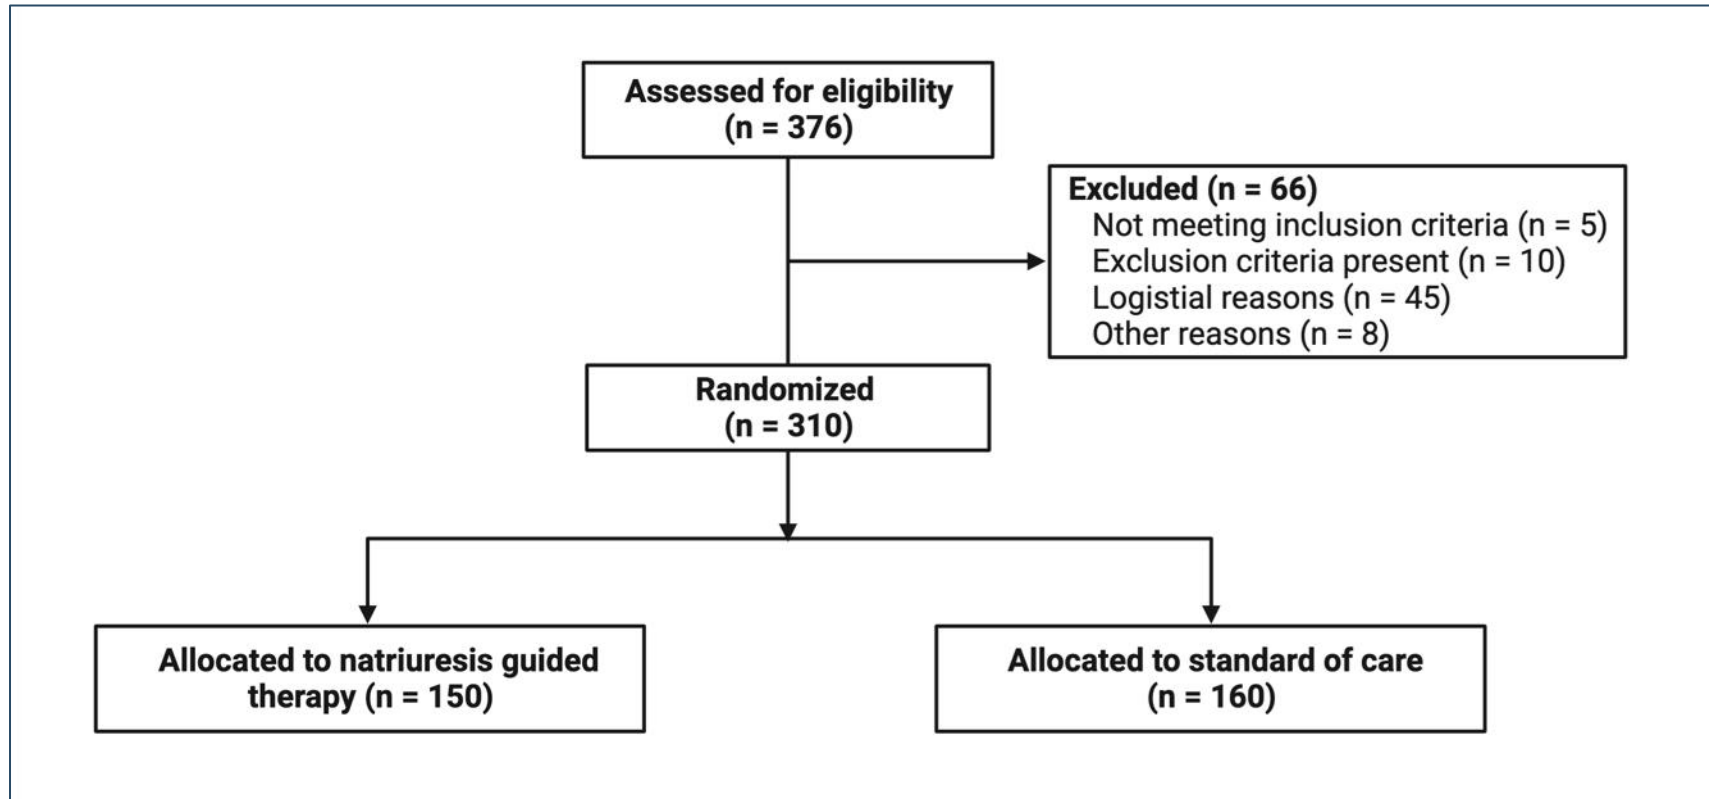 Assessed for eligibility
(n = 376)
Excluded (n = 66)
Not meeting inclusion criteria (n = 5)
Exclusion criteria present (n = 10)
Logistial reasons (n = 45)
Other reasons (n = 8)
Randomized
(n = 310)
Allocated to natriuresis guided
therapy (n = 150)
Allocated to standard of care
(n = 160)